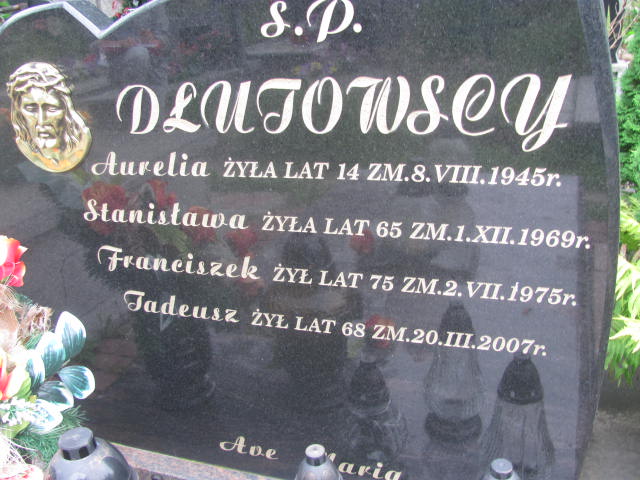 Ś.P.
DŁUTOWSCY
Aurelia ŻYŁA LAT 14 ZM.8.VIII.1945r.
Stanisława ŻYŁA LAT 65 ZM.1.XII.1969r.
Franciszek ŻYŁ LAT 75 ZM.2.VII.1975r.
Tadeusz ŻYŁ LAT 68 ZM.20.III.2007r.
Ave Maria